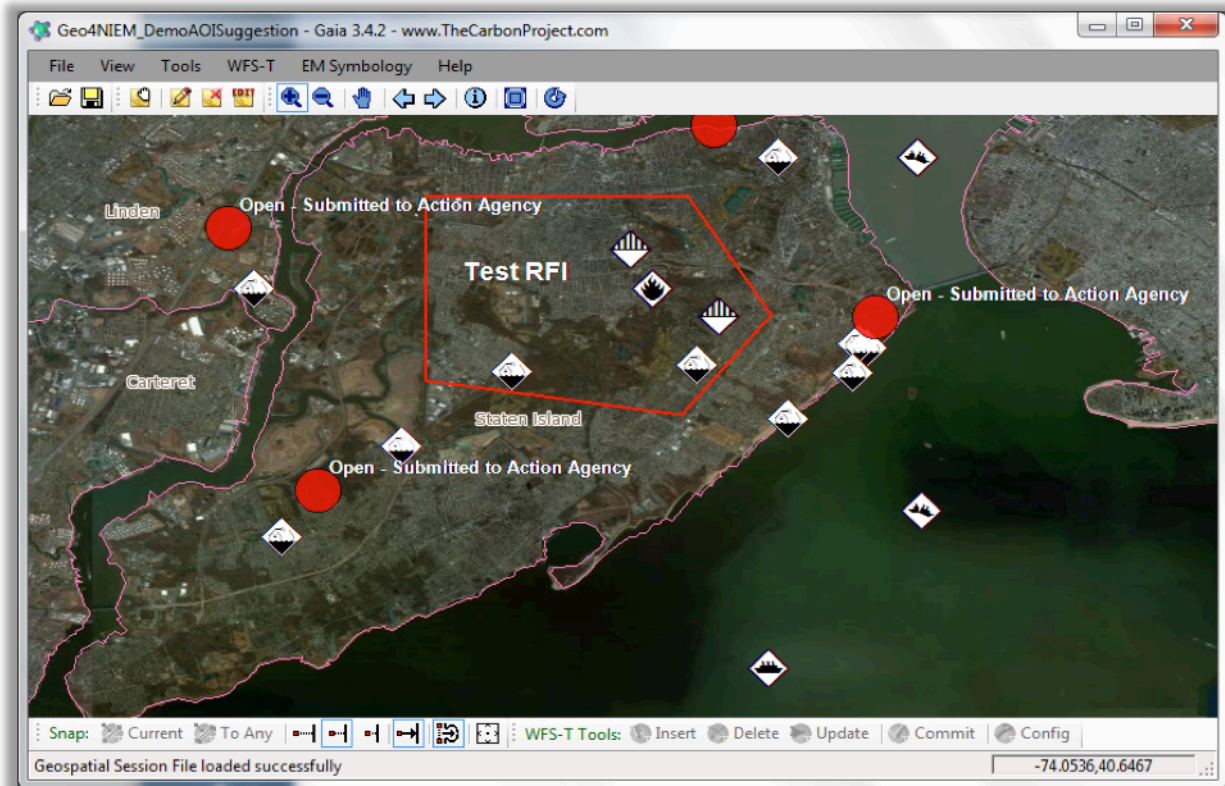 Geo4NIEM_DemoAOISuggestion - Gaia 3.4.2 - www.TheCarbonProject.com
File View Tools WFS-T EM Symbology Help
EDIT
Linden
Open - Submitted to Action Agency
Test RFI
Open - Submitted to Action Agency
Carteret
Staten Island
Open - Submitted to Action Agency
Snap: Current To Any WFS-T Tools: Insert Delete Update Commit Config
Geospatial Session File loaded successfully -74.0536,40.6467